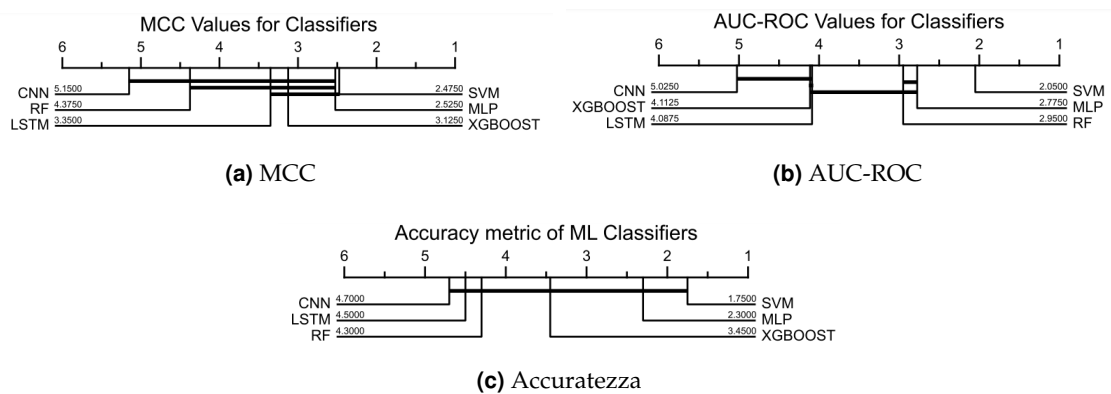 MCC Values for Classifiers
6 5 4 3 2 1
CNN 5.1500 2.4750 SVM
RF 4.3750 2.5250 MLP
LSTM 3.3500 3.1250 XGBOOST
(a) MCC
AUC-ROC Values for Classifiers
6 5 4 3 2 1
CNN 5.0250 2.0500 SVM
XGBOOST 4.1125 2.7750 MLP
LSTM 4.0875 2.9500 RF
(b) AUC-ROC
Accuracy metric of ML Classifiers
6 5 4 3 2 1
CNN 4.7000 1.7500 SVM
LSTM 4.5000 2.3000 MLP
RF 4.3000 3.4500 XGBOOST
(c) Accuratezza